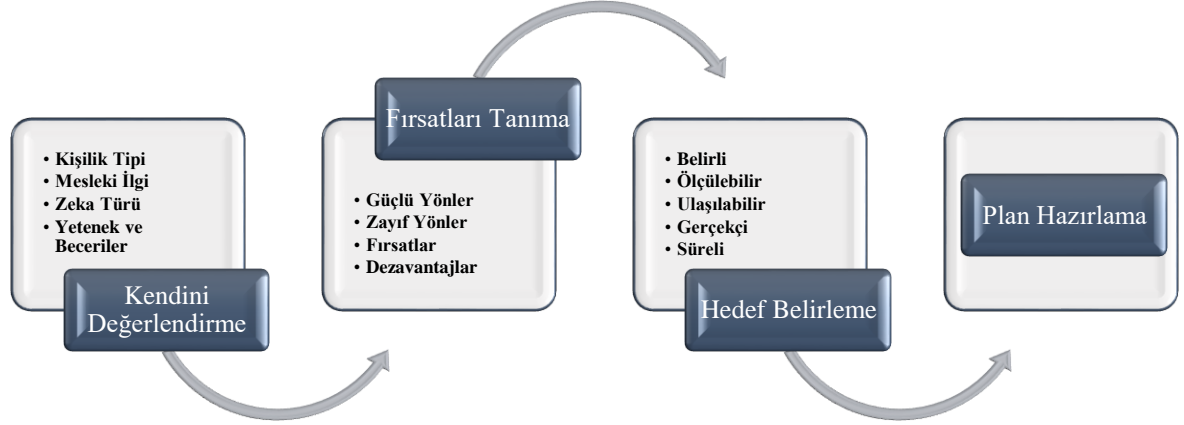 • Kişilik Tipi
• Mesleki İlgi
• Zeka Türü
• Yetenek ve
Beceriler
Kendini
Değerlendirme
Fırsatları Tanıma
• Güçlü Yönler
• Zayıf Yönler
• Fırsatlar
• Dezavantajlar
• Belirli
• Ölçülebilir
• Ulaşılabilir
• Gerçekçi
• Süreli
Hedef Belirleme
Plan Hazırlama